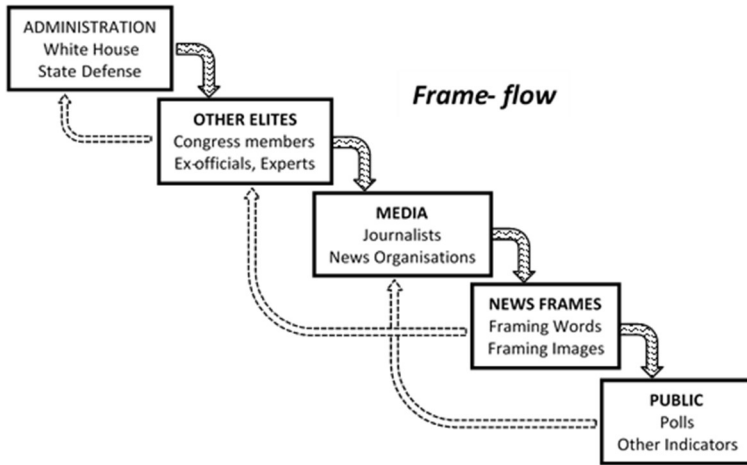 ADMINISTRATION
White House
State Defense
Frame- flow
OTHER ELITES
Congress members
Ex-officials, Experts
MEDIA
Journalists
News Organisations
NEWS FRAMES
Framing Words
Framing Images
PUBLIC
Polls
Other Indicators